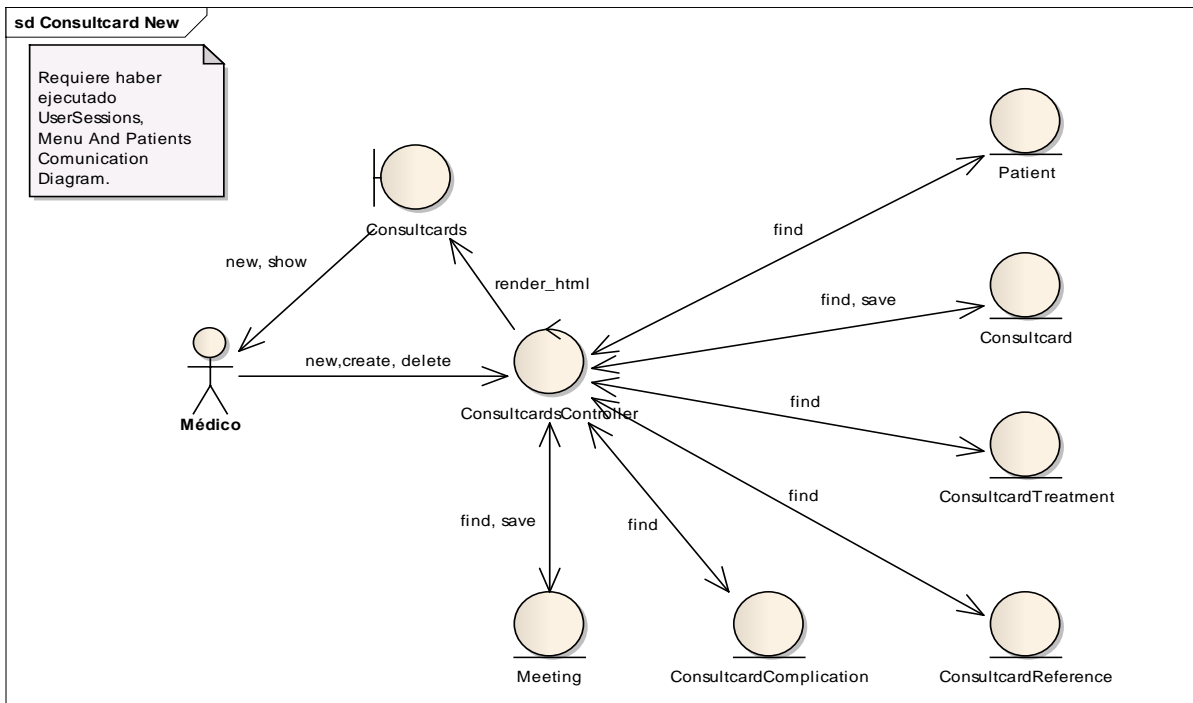 sd Consultcard New
Requiere haber
ejecutado
UserSessions,
Menu And Patients
Comunication
Diagram.
Patient
Consultcards
find
new, show
render_html
find, save
Consultcard
new,create, delete
find
Médico
ConsultcardsController
ConsultcardTreatment
find
find, save
find
Meeting
ConsultcardComplication
ConsultcardReference